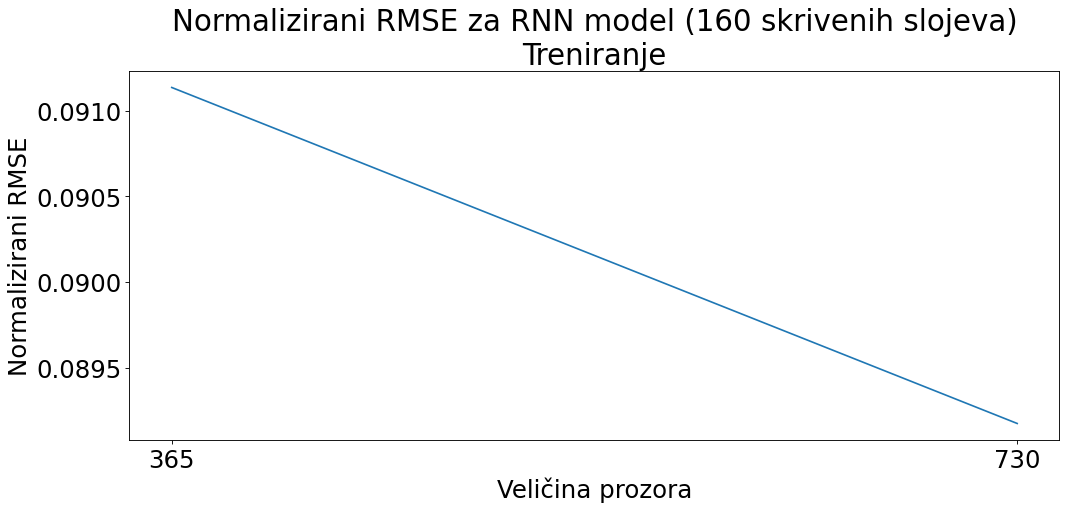 Normalizirani RMSE za RNN model (160 skrivenih slojeva)
Treniranje
Normalizirani RMSE
0.0910
0.0905
0.0900
0.0895
365
730
Veličina prozora